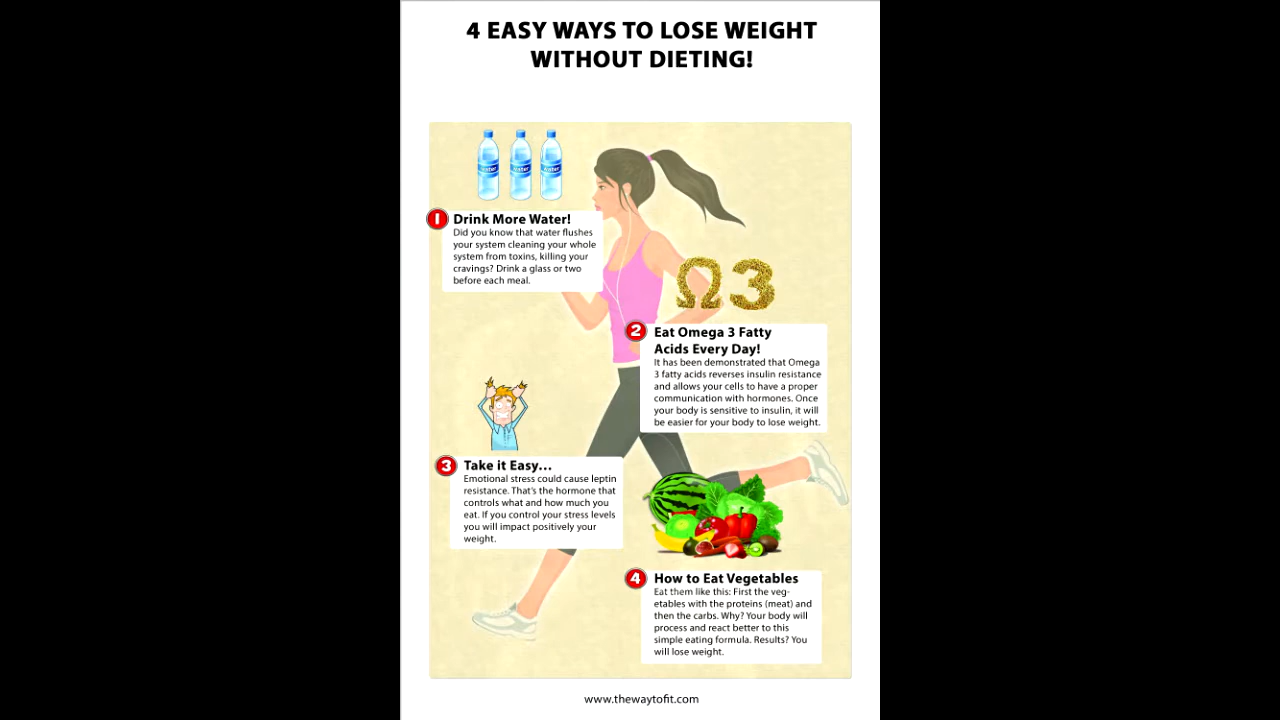 4 EASY WAYS TO LOSE WEIGHT
WITHOUT DIETING!
water water water
1 Drink More Water!
Did you know that water flushes
your system cleaning your whole
system from toxins, killing your
cravings? Drink a glass or two
before each meal.
Ω3
2 Eat Omega 3 Fatty
Acids Every Day!
It has been demonstrated that Omega
3 fatty acids reverses insulin resistance
and allows your cells to have a proper
communication with hormones. Once
your body is sensitive to insulin, it will
be easier for your body to lose weight.
3 Take it Easy...
Emotional stress could cause leptin
resistance. That's the hormone that
controls what and how much you
eat. If you control your stress levels
you will impact positively your
weight.
4 How to Eat Vegetables
Eat them like this: First the veg-
etables with the proteins (meat) and
then the carbs. Why? Your body will
process and react better to this
simple eating formula. Results? You
will lose weight.
www.thewaytofit.com